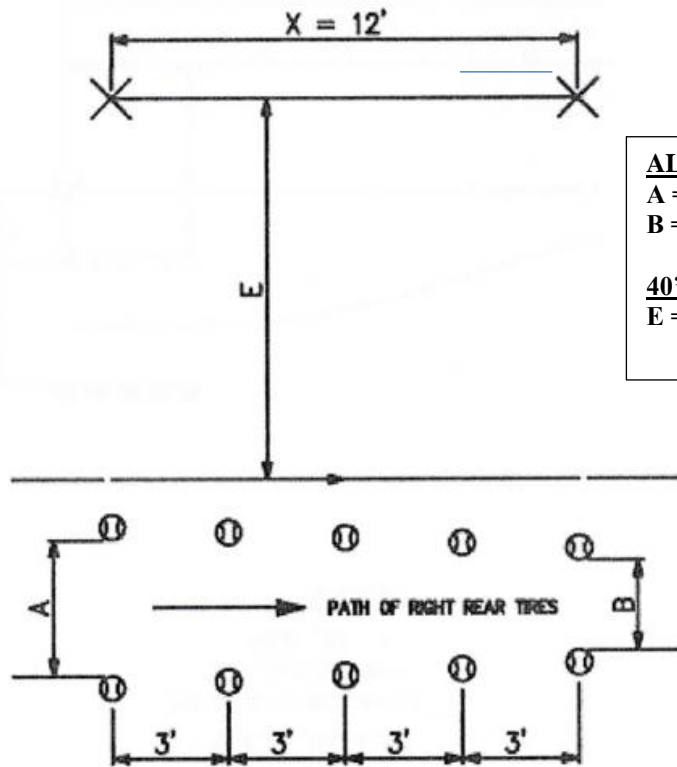 X = 12'
E
AL
A =
B =
40'
E =
A
PATH OF RIGHT REAR TIRES
B
3' 3' 3' 3'